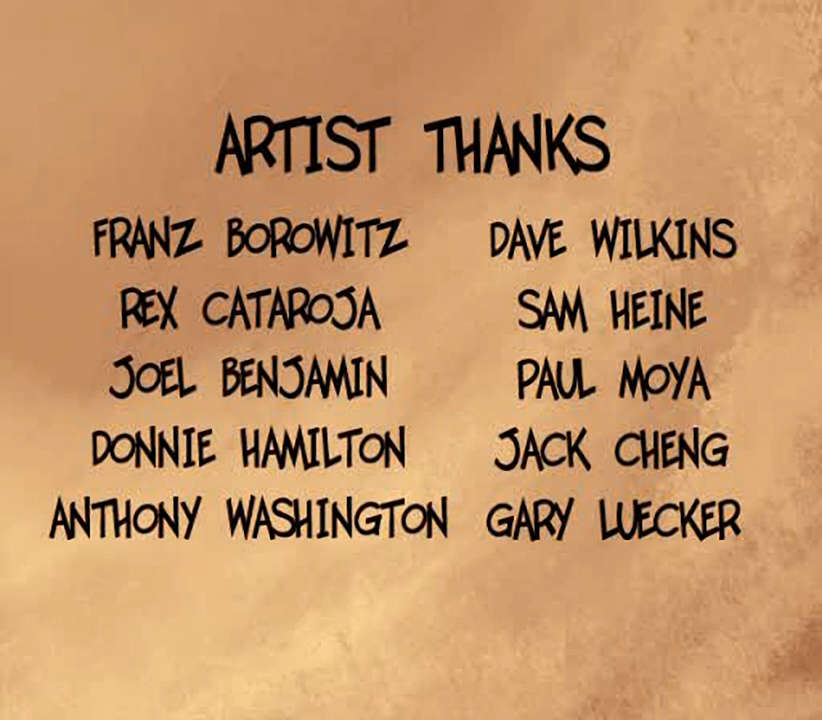 ARTIST THANKS
FRANZ BOROWITZ DAVE WILKINS
REX CATAROJA SAM HEINE
JOEL BENJAMIN PAUL MOYA
DONNIE HAMILTON JACK CHENG
ANTHONY WASHINGTON GARY LUECKER